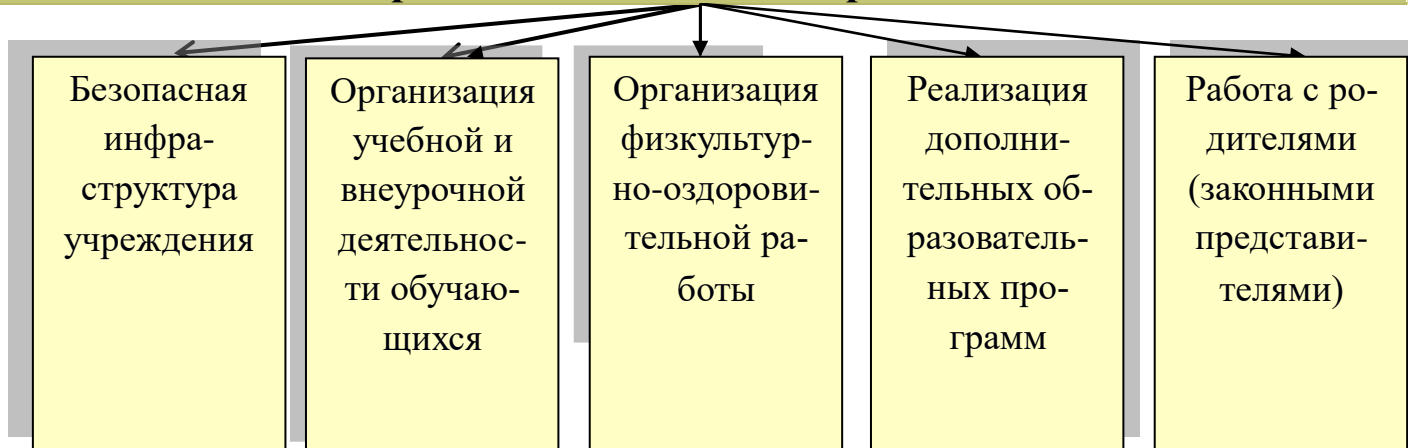 Безопасная
инфра-
структура
учреждения
Организация
учебной и
внеурочной
деятельнос-
ти обучаю-
щихся
Организация
физкультур-
но-оздорови-
тельной ра-
боты
Реализация
дополни-
тельных об-
разователь-
ных про-
грамм
Работа с ро-
дителями
(законными
представи-
телями)